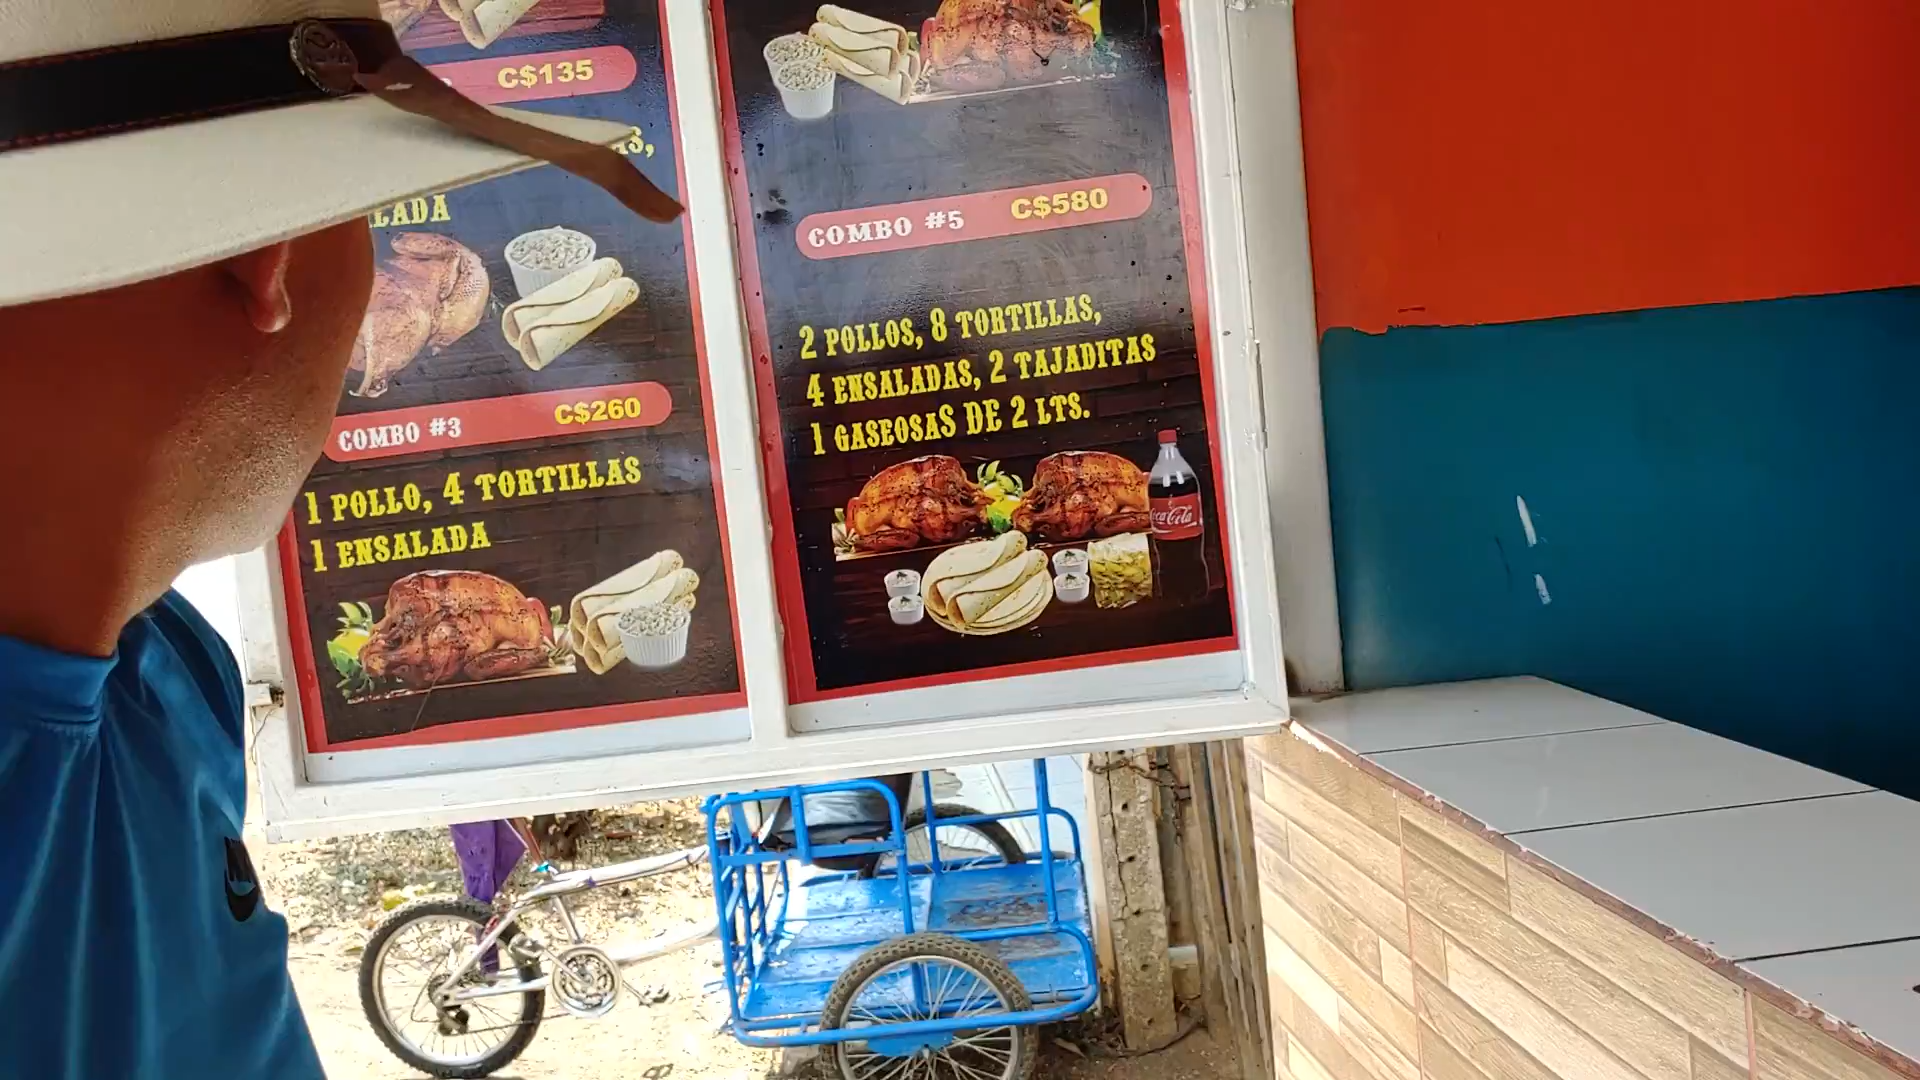 C$135
ALADA
COMBO #3 C$260
1 POLLO, 4 TORTILLAS
1 ENSALADA
COMBO #5 C$580
2 POLLOS, 8 TORTILLAS,
4 ENSALADAS, 2 TAJADITAS
1 GASEOSAS DE 2 LTS.
Coca-Cola